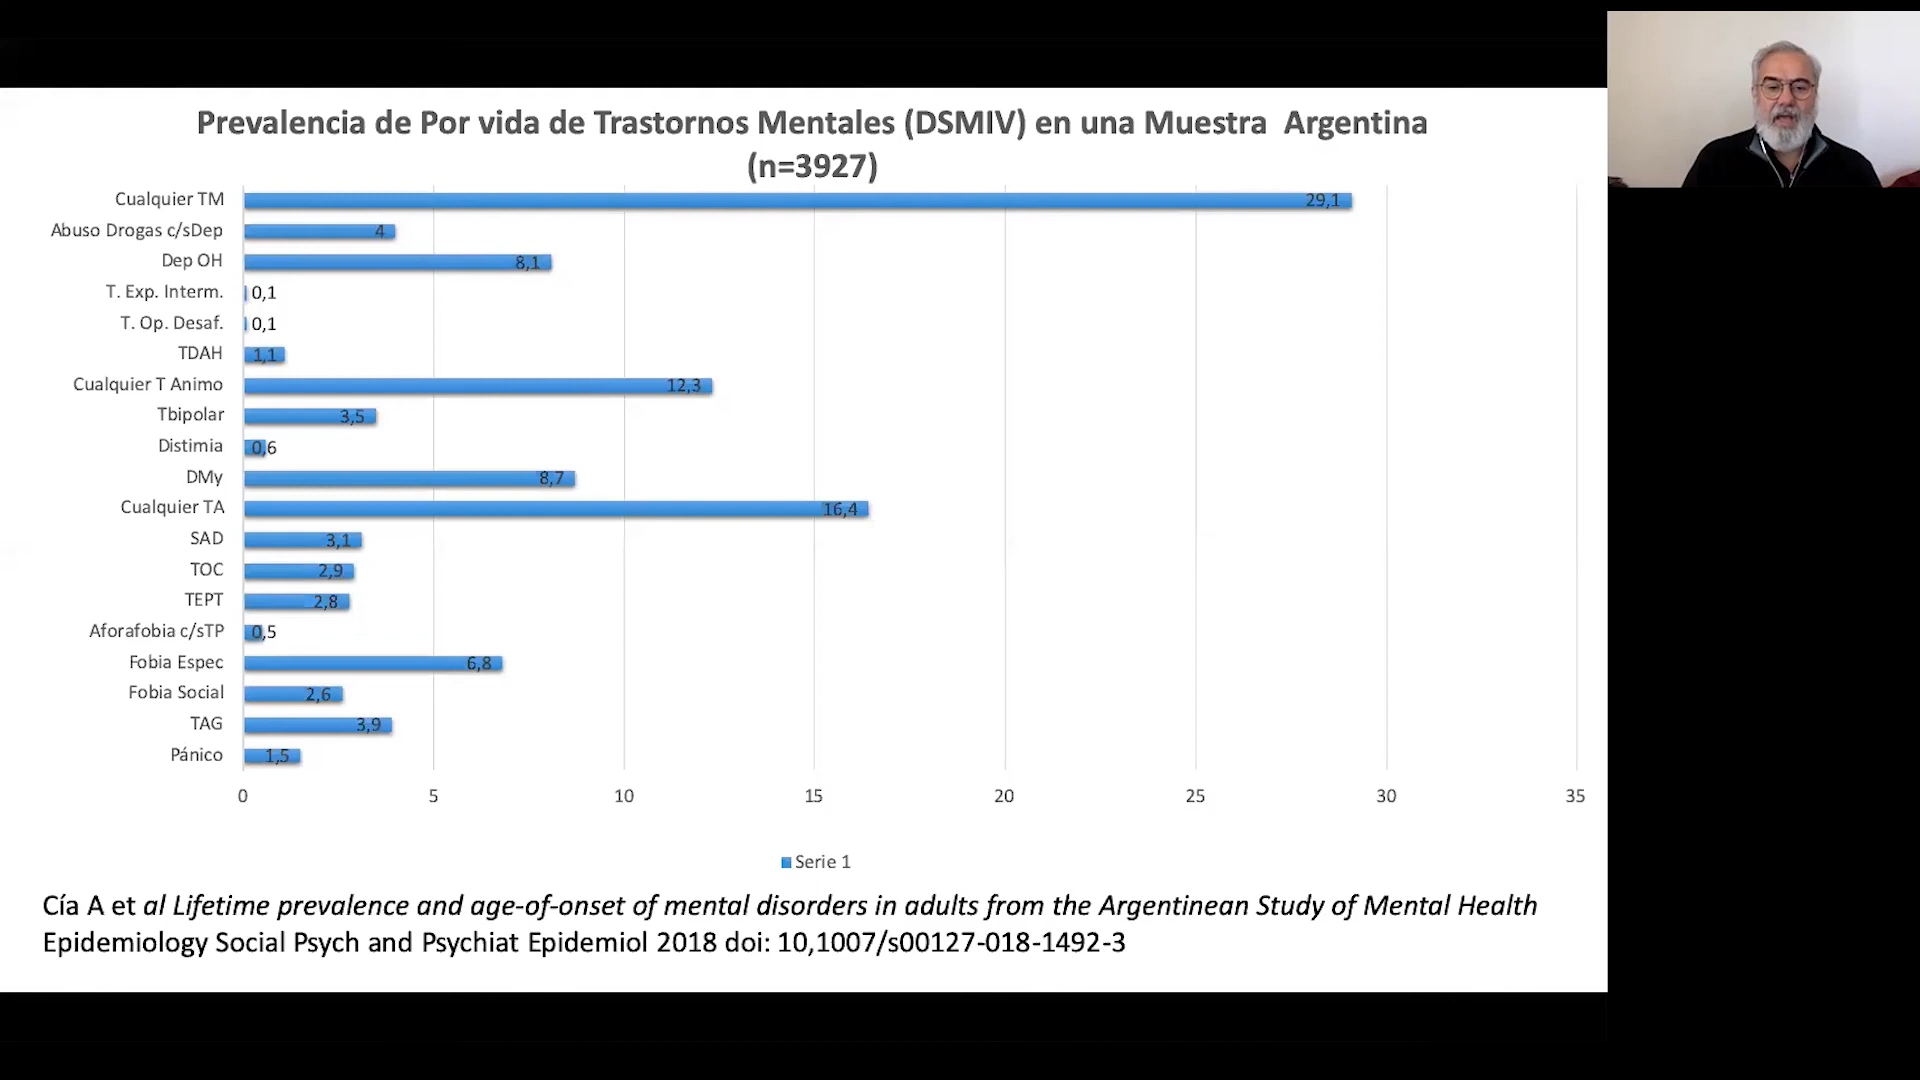 Prevalencia de Por vida de Trastornos Mentales (DSMIV) en una Muestra Argentina
(n=3927)
Cualquier TM 29,1
Abuso Drogas c/sDep 4
Dep OH 8,1
T. Exp. Interm. 0,1
T. Op. Desaf. 0,1
TDAH 1,1
Cualquier T Animo 12,3
Tbipolar 3,5
Distimia 0,6
DMy 8,7
Cualquier TA 16,4
SAD 3,1
TOC 2,9
TEPT 2,8
Aforafobia c/sTP 0,5
Fobia Espec 6,8
Fobia Social 2,6
TAG 3,9
Pánico 1,5
0 5 10 15 20 25 30 35
Serie 1
Cía A et al Lifetime prevalence and age-of-onset of mental disorders in adults from the Argentinean Study of Mental Health
Epidemiology Social Psych and Psychiat Epidemiol 2018 doi: 10,1007/s00127-018-1492-3